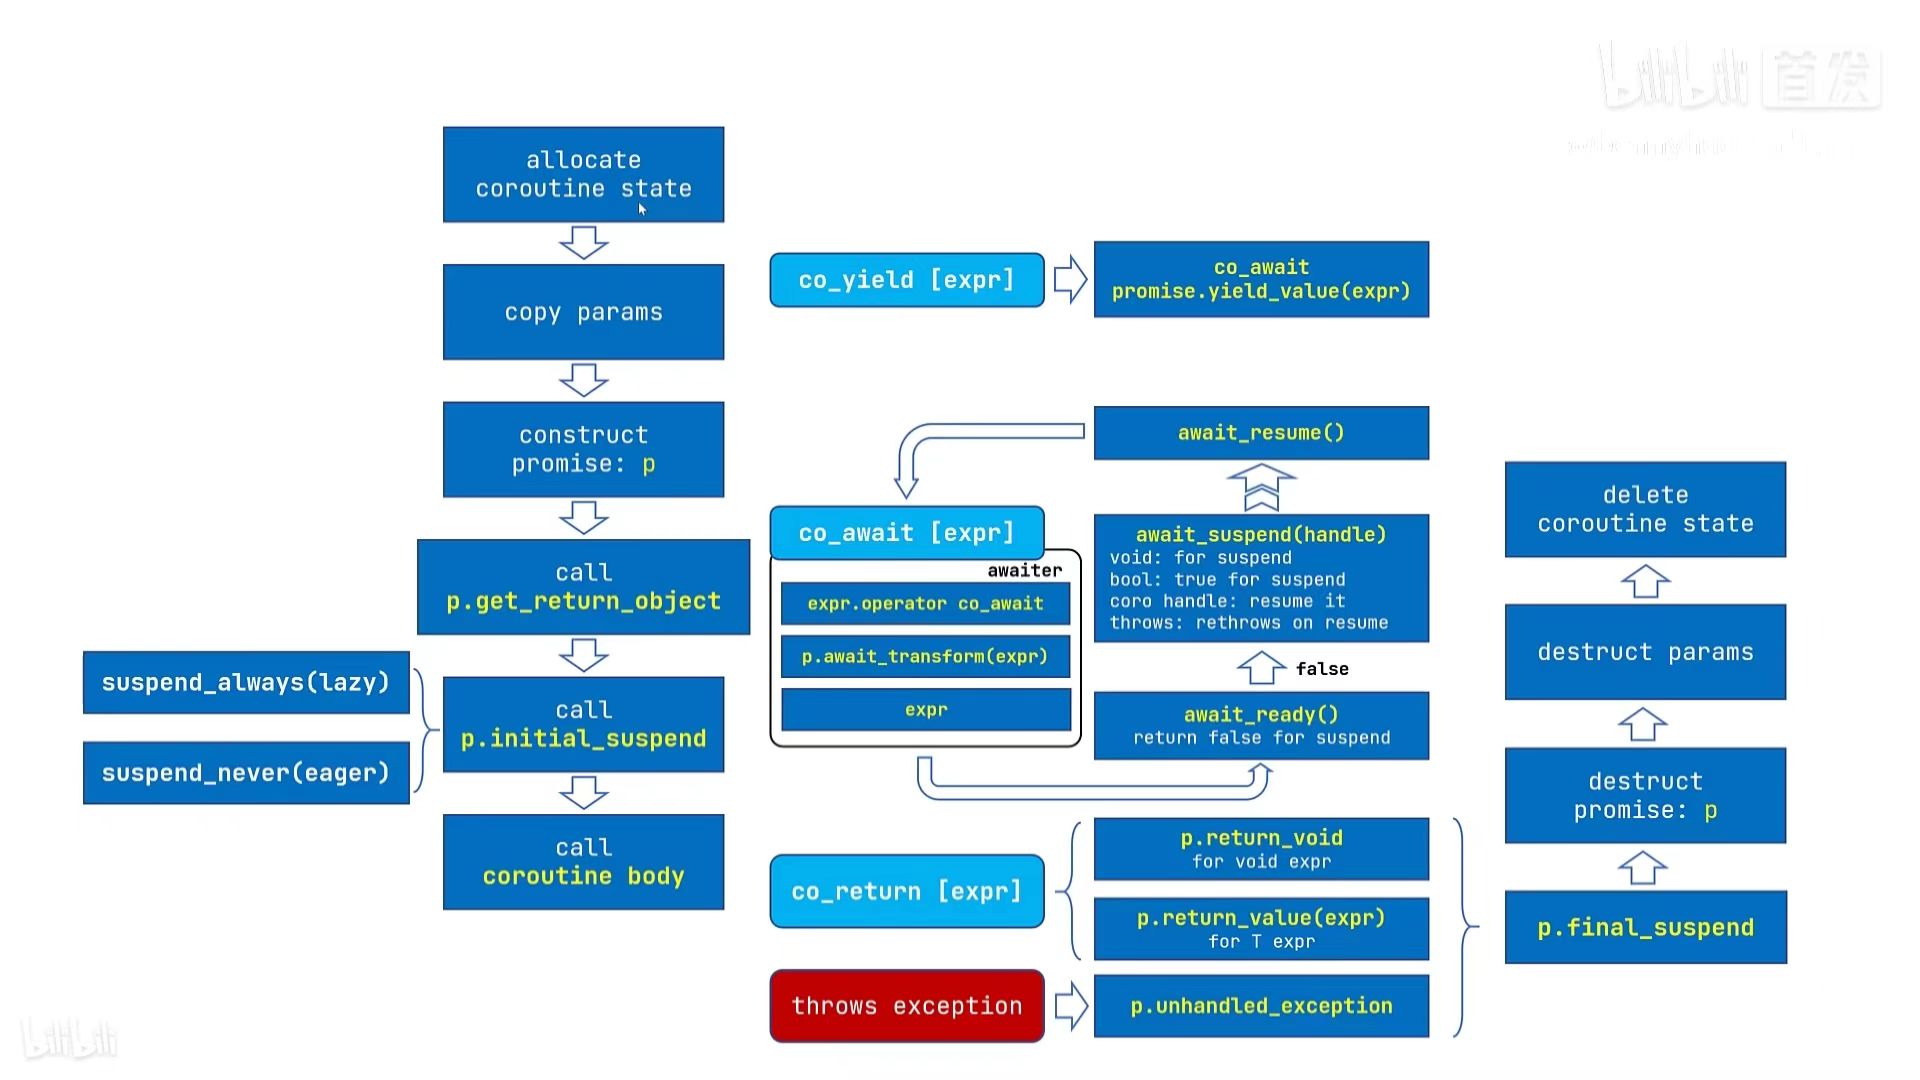 bilibili 首发
allocate
coroutine state
copy params
construct
promise: p
call
p.get_return_object
suspend_always(lazy)
suspend_never(eager)
call
p.initial_suspend
call
coroutine body
co_yield [expr]
co_await
promise.yield_value(expr)
await_resume()
co_await [expr]
awaiter
expr.operator co_await
p.await_transform(expr)
expr
await_suspend(handle)
void: for suspend
bool: true for suspend
coro handle: resume it
throws: rethrows on resume
false
await_ready()
return false for suspend
co_return [expr]
p.return_void
for void expr
p.return_value(expr)
for T expr
throws exception
p.unhandled_exception
delete
coroutine state
destruct params
destruct
promise: p
p.final_suspend
bilibili